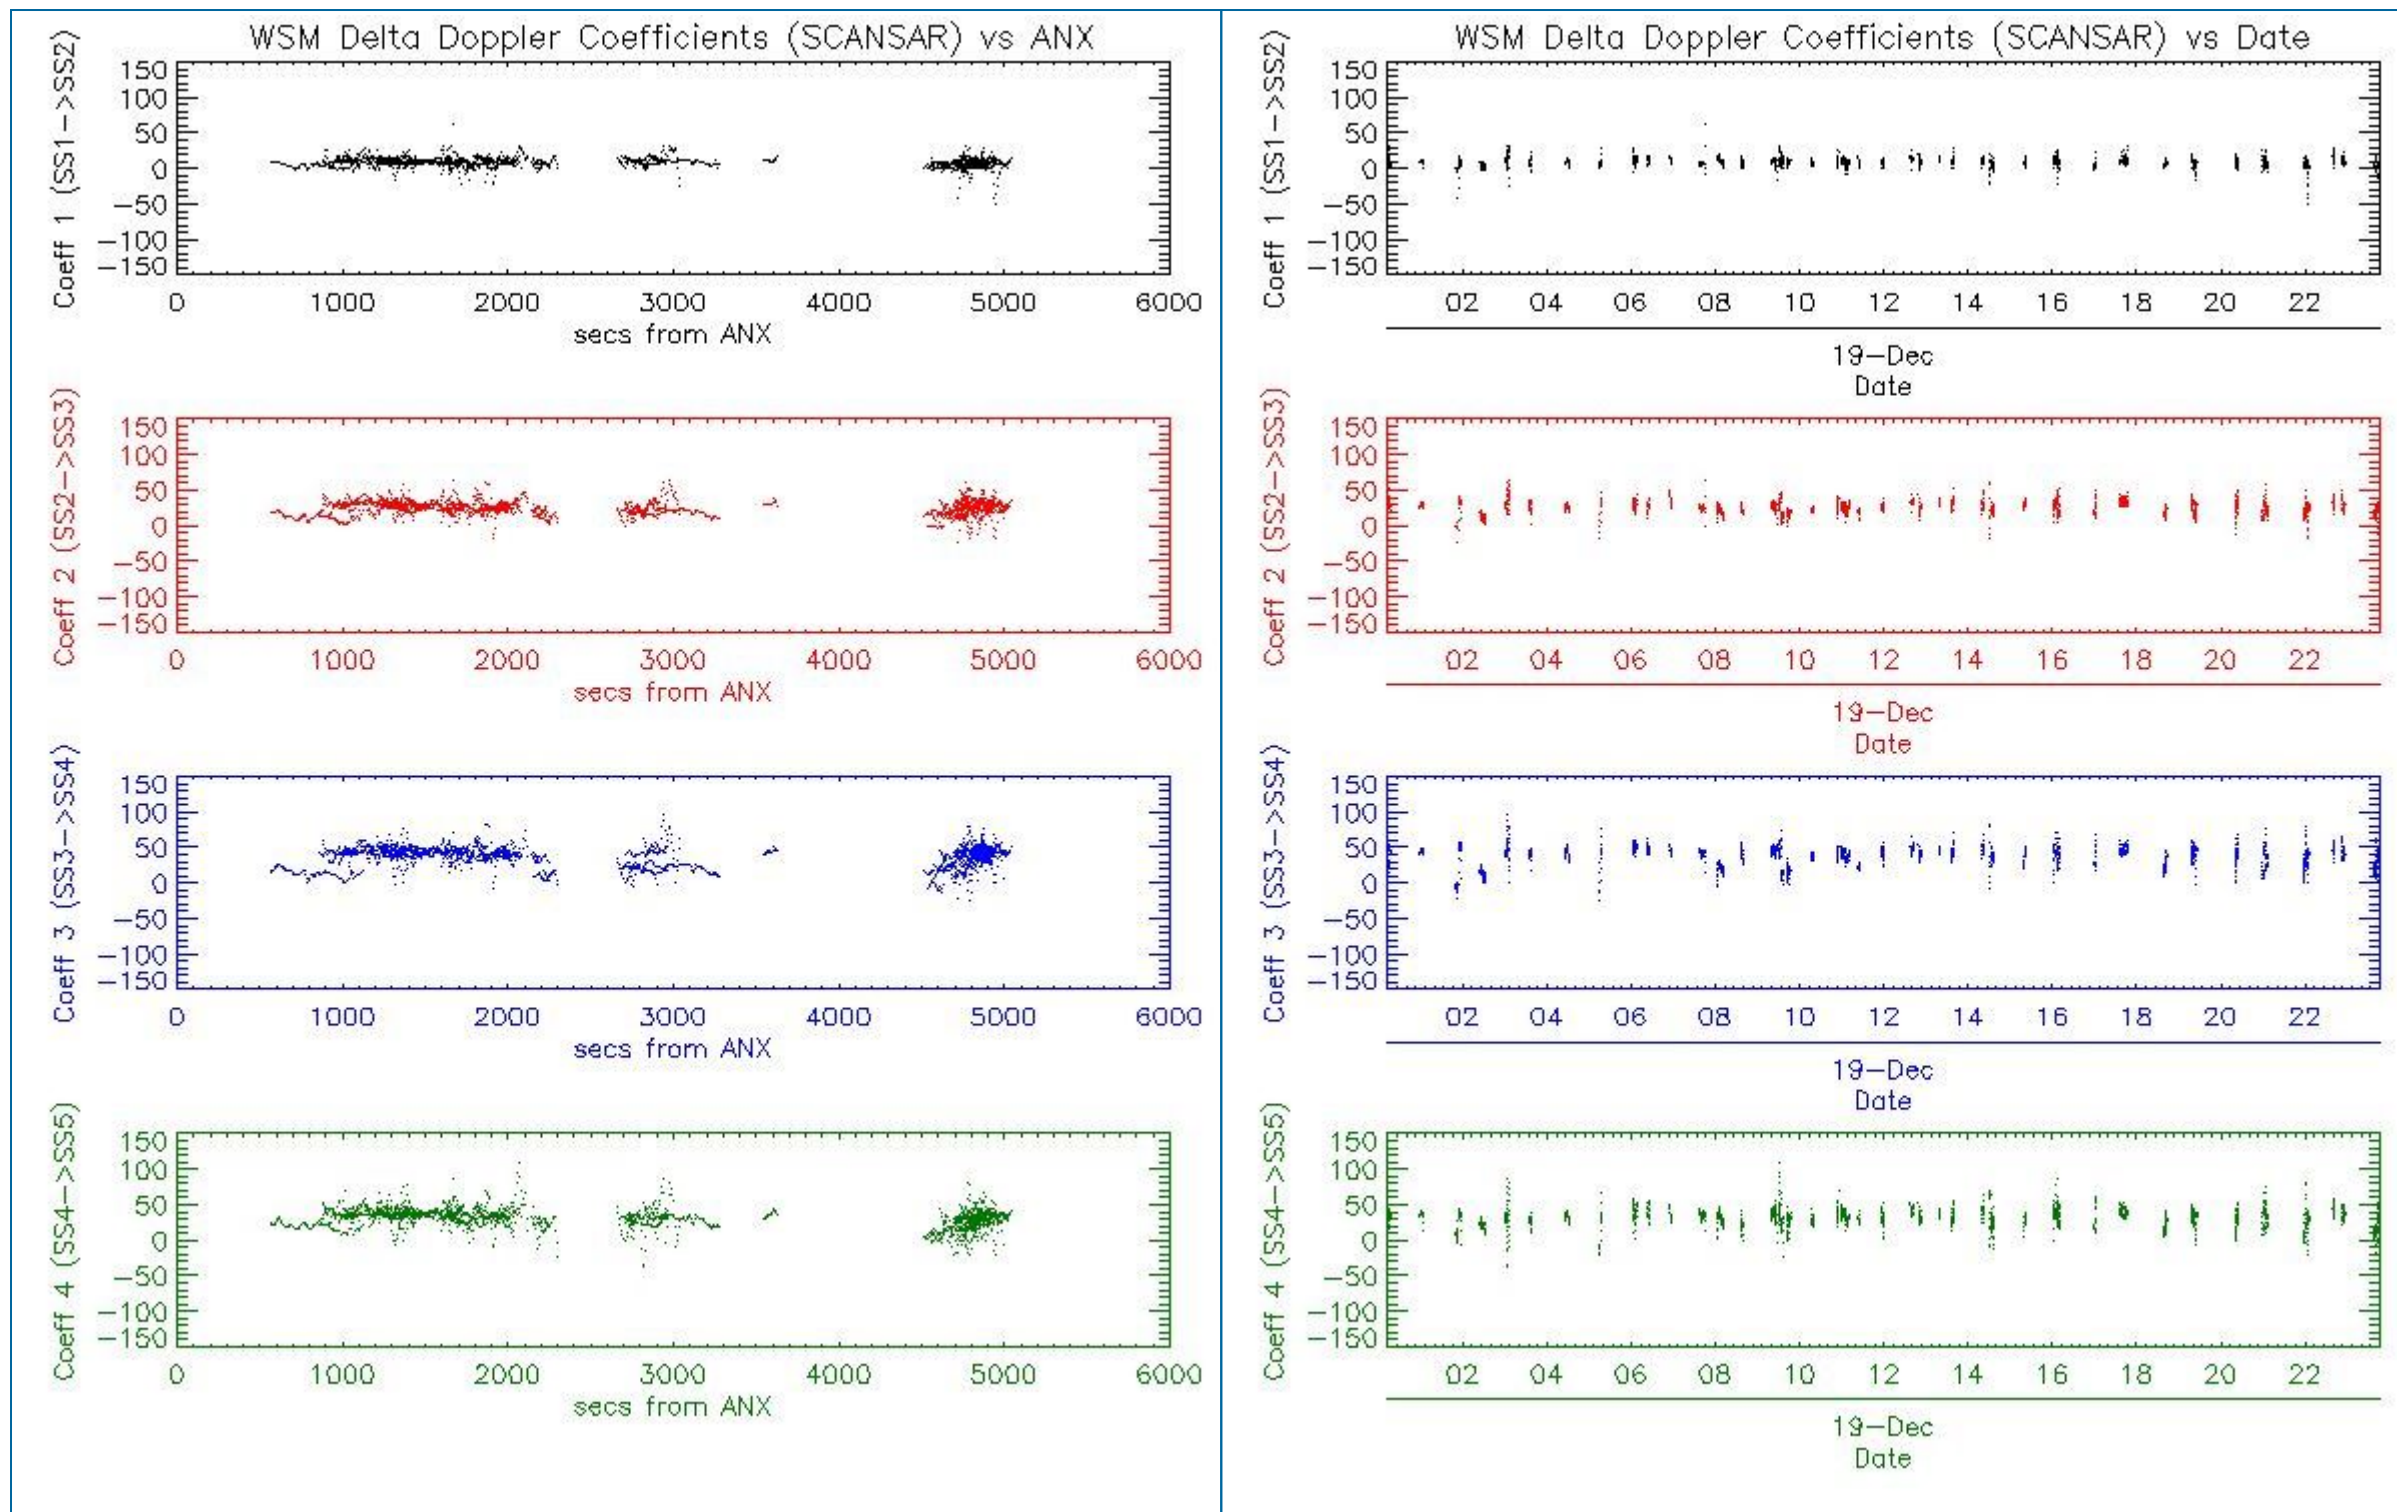 WSM Delta Doppler Coefficients (SCANSAR) vs ANX
Coeff 1 (SS1->SS2)
150
100
50
0
-50
-100
-150
0 1000 2000 3000 4000 5000 6000
secs from ANX
Coeff 2 (SS2->SS3)
150
100
50
0
-50
-100
-150
0 1000 2000 3000 4000 5000 6000
secs from ANX
Coeff 3 (SS3->SS4)
150
100
50
0
-50
-100
-150
0 1000 2000 3000 4000 5000 6000
secs from ANX
Coeff 4 (SS4->SS5)
150
100
50
0
-50
-100
-150
0 1000 2000 3000 4000 5000 6000
secs from ANX
WSM Delta Doppler Coefficients (SCANSAR) vs Date
Coeff 1 (SS1->SS2)
150
100
50
0
-50
-100
-150
02 04 06 08 10 12 14 16 18 20 22
19-Dec
Date
Coeff 2 (SS2->SS3)
150
100
50
0
-50
-100
-150
02 04 06 08 10 12 14 16 18 20 22
19-Dec
Date
Coeff 3 (SS3->SS4)
150
100
50
0
-50
-100
-150
02 04 06 08 10 12 14 16 18 20 22
19-Dec
Date
Coeff 4 (SS4->SS5)
150
100
50
0
-50
-100
-150
02 04 06 08 10 12 14 16 18 20 22
19-Dec
Date